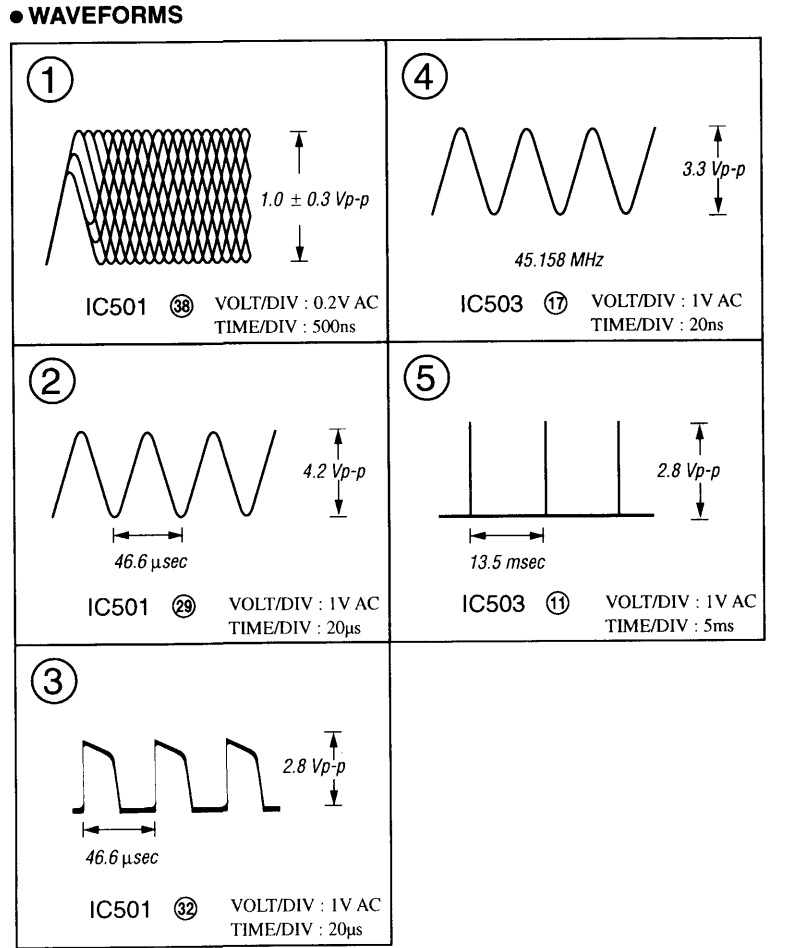 ● WAVEFORMS
①
1.0 ± 0.3 Vp-p
IC501 ㊳ VOLT/DIV : 0.2V AC
TIME/DIV : 500ns
②
4.2 Vp-p
46.6 μsec
IC501 ㉙ VOLT/DIV : 1V AC
TIME/DIV : 20μs
③
2.8 Vp-p
46.6 μsec
IC501 ㉜ VOLT/DIV : 1V AC
TIME/DIV : 20μs
④
3.3 Vp-p
45.158 MHz
IC503 ⑰ VOLT/DIV : 1V AC
TIME/DIV : 20ns
⑤
2.8 Vp-p
13.5 msec
IC503 ⑪ VOLT/DIV : 1V AC
TIME/DIV : 5ms